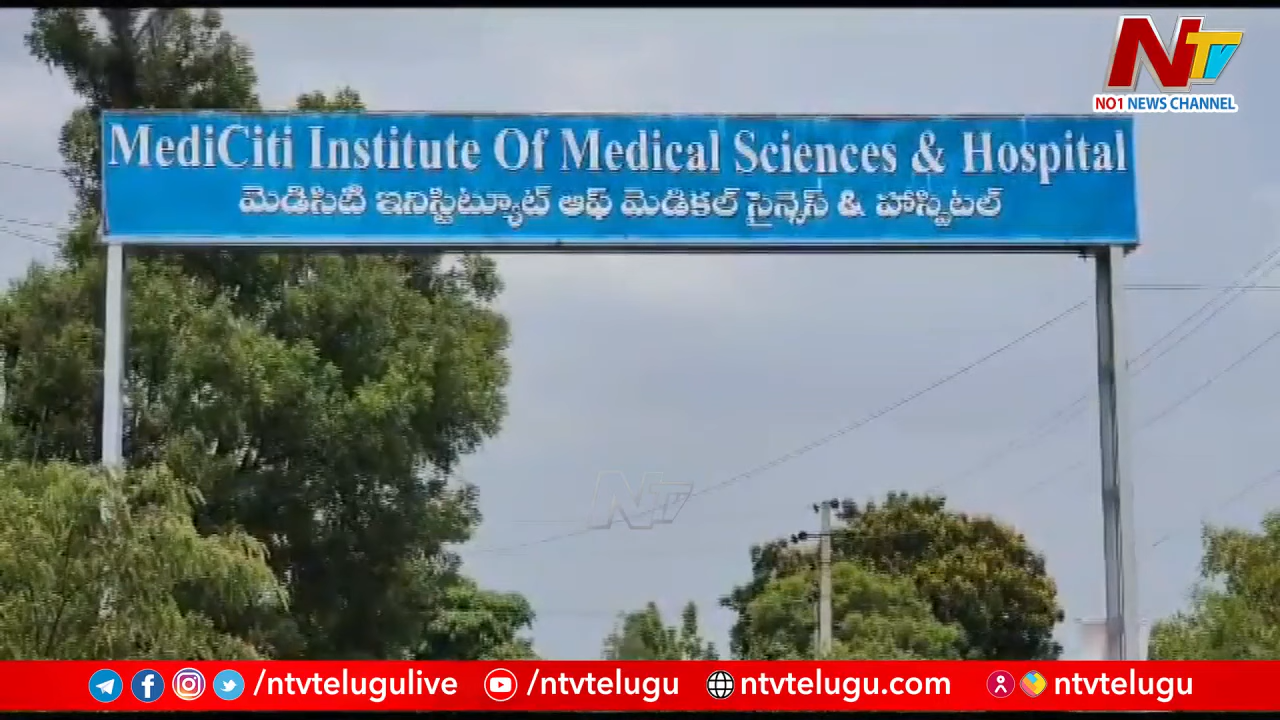 NTV
NO1 NEWS CHANNEL
MediCiti Institute Of Medical Sciences & Hospital
మెడిసిటి ఇనిస్టిట్యూట్ ఆఫ్ మెడికల్ సైన్సెస్ & హాస్పిటల్
NTV
/ntvtelugulive /ntvtelugu ntvtelugu.com ntvtelugu